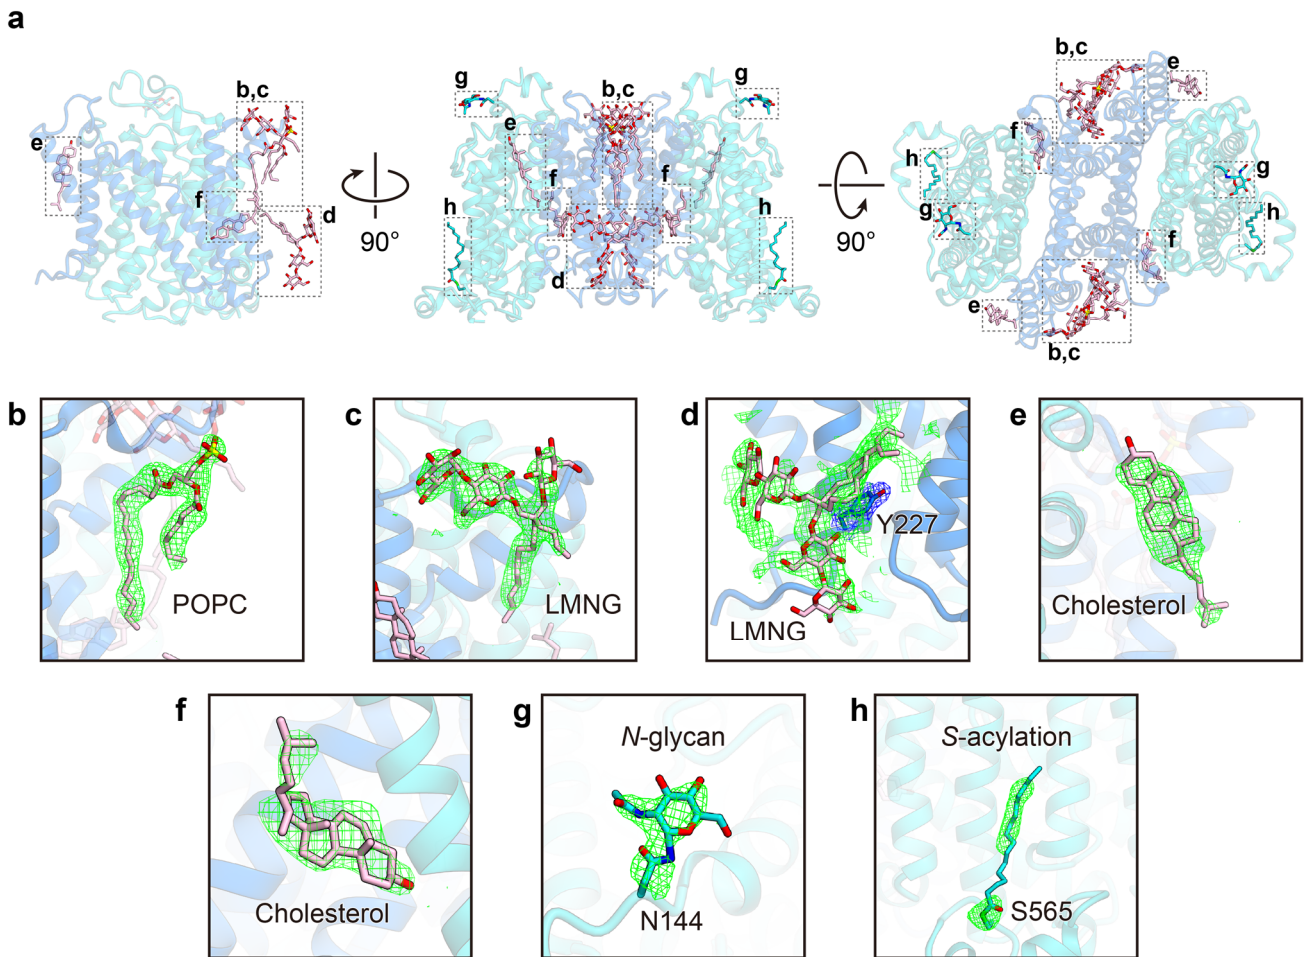 a
b,c
e
f
d
90°
g
g
b,c
e
f
f
h
h
d
90°
b,c
e
f
h
g
g
h
f
e
b,c
b
POPC
c
LMNG
d
Y227
LMNG
e
Cholesterol
f
Cholesterol
g
N-glycan
N144
h
S-acylation
S565